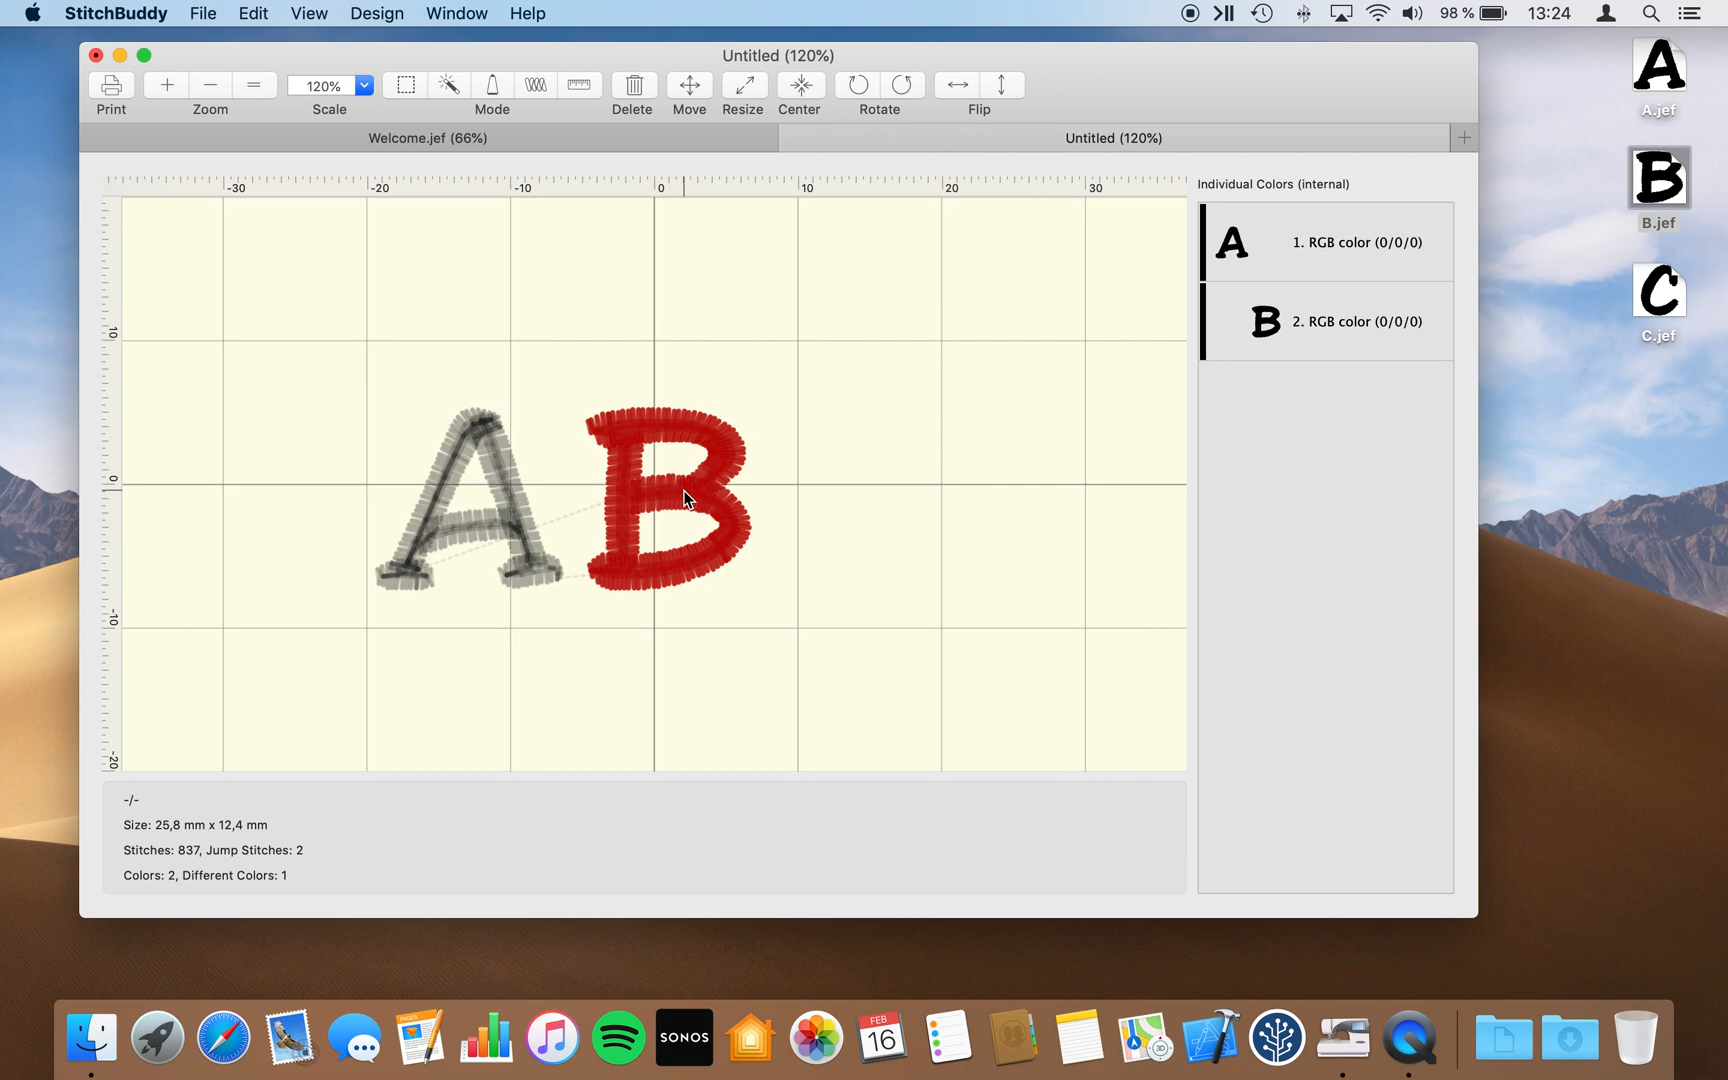 StitchBuddy File Edit View Design Window Help 98 % 13:24
Untitled (120%)
120%
Print Zoom Scale Mode Delete Move Resize Center Rotate Flip
Welcome.jef (66%) Untitled (120%)
-30 -20 -10 0 10 20 30
10
0
-10
-20
A B
-/-
Size: 25,8 mm x 12,4 mm
Stitches: 837, Jump Stitches: 2
Colors: 2, Different Colors: 1
Individual Colors (internal)
A 1. RGB color (0/0/0)
B 2. RGB color (0/0/0)
A
A.jef
B
B.jef
C
C.jef
PAGES
SONOS
FEB
16
3D